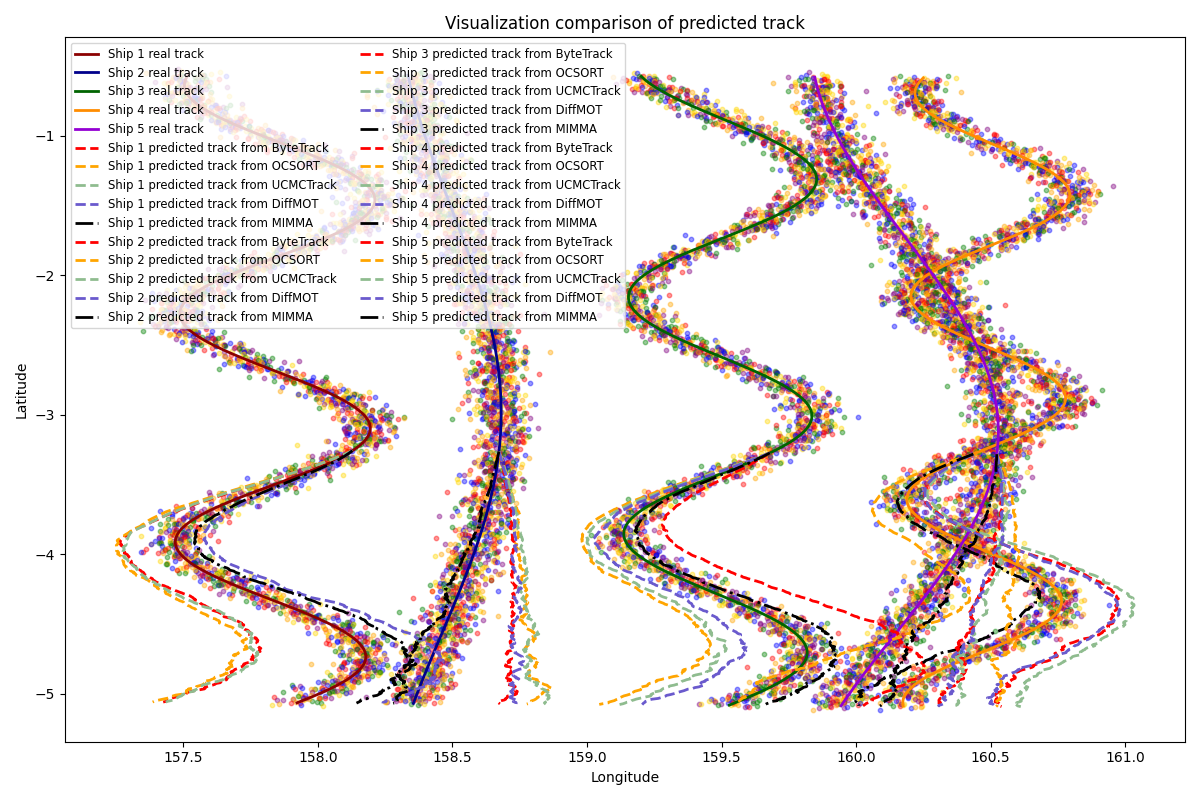 Visualization comparison of predicted track
Ship 1 real track
Ship 2 real track
Ship 3 real track
Ship 4 real track
Ship 5 real track
Ship 1 predicted track from ByteTrack
Ship 1 predicted track from OCSORT
Ship 1 predicted track from UCMCTrack
Ship 1 predicted track from DiffMOT
Ship 1 predicted track from MIMMA
Ship 2 predicted track from ByteTrack
Ship 2 predicted track from OCSORT
Ship 2 predicted track from UCMCTrack
Ship 2 predicted track from DiffMOT
Ship 2 predicted track from MIMMA
Ship 3 predicted track from ByteTrack
Ship 3 predicted track from OCSORT
Ship 3 predicted track from UCMCTrack
Ship 3 predicted track from DiffMOT
Ship 3 predicted track from MIMMA
Ship 4 predicted track from ByteTrack
Ship 4 predicted track from OCSORT
Ship 4 predicted track from UCMCTrack
Ship 4 predicted track from DiffMOT
Ship 4 predicted track from MIMMA
Ship 5 predicted track from ByteTrack
Ship 5 predicted track from OCSORT
Ship 5 predicted track from UCMCTrack
Ship 5 predicted track from DiffMOT
Ship 5 predicted track from MIMMA
Latitude
−1
−2
−3
−4
−5
157.5 158.0 158.5 159.0 159.5 160.0 160.5 161.0
Longitude